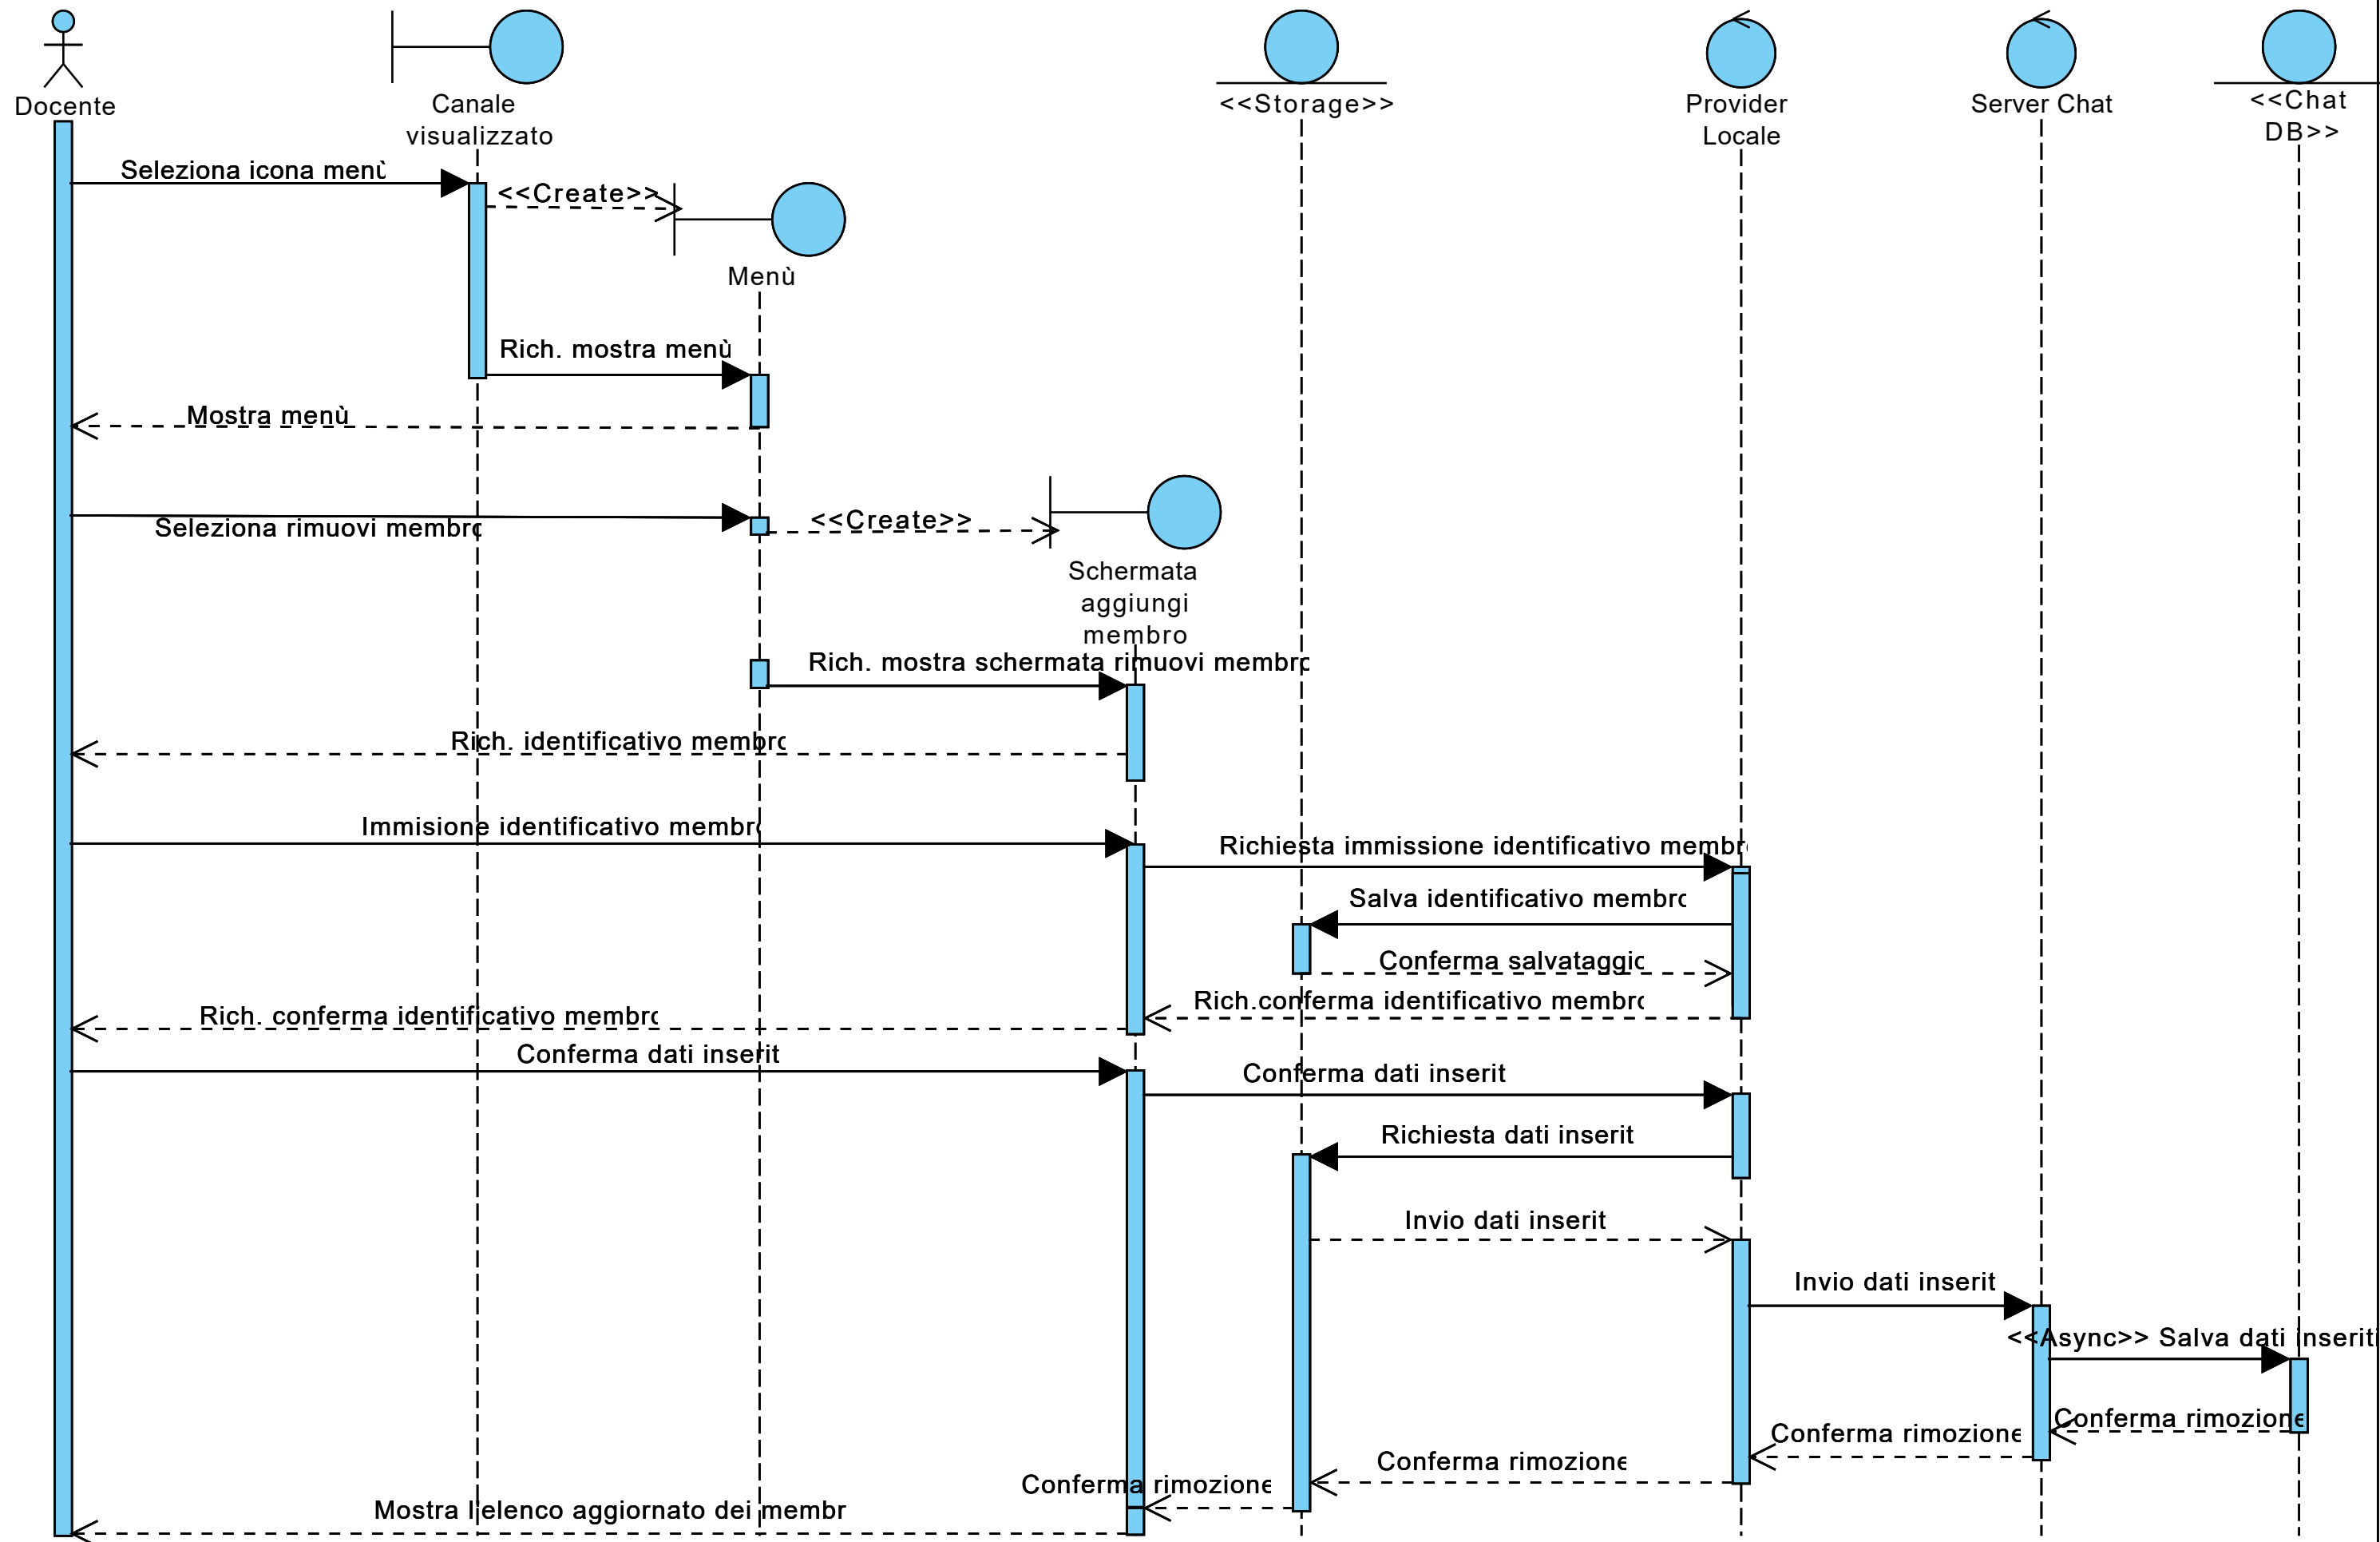 Docente
Canale
visualizzato
<<Storage>>
Provider
Locale
Server Chat
<<Chat
DB>>
Seleziona icona menù
<<Create>>
Menù
Rich. mostra menù
Mostra menù
Seleziona rimuovi membro
<<Create>>
Schermata
aggiungi
membro
Rich. mostra schermata rimuovi membro
Rich. identificativo membro
Immisione identificativo membro
Richiesta immissione identificativo membro
Salva identificativo membro
Conferma salvataggio
Rich.conferma identificativo membro
Rich. conferma identificativo membro
Conferma dati inserit
Conferma dati inserit
Richiesta dati inserit
Invio dati inserit
Invio dati inserit
<<Async>> Salva dati inseriti
Conferma rimozione
Conferma rimozione
Conferma rimozione
Conferma rimozione
Mostra l'elenco aggiornato dei membr